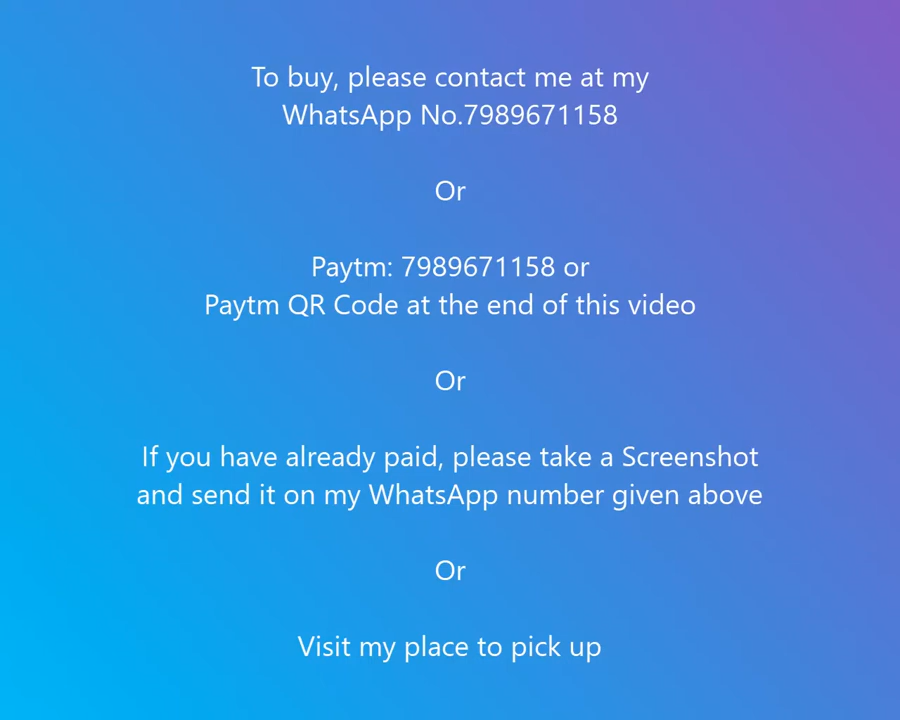 To buy, please contact me at my
WhatsApp No.7989671158
Or
Paytm: 7989671158 or
Paytm QR Code at the end of this video
Or
If you have already paid, please take a Screenshot
and send it on my WhatsApp number given above
Or
Visit my place to pick up